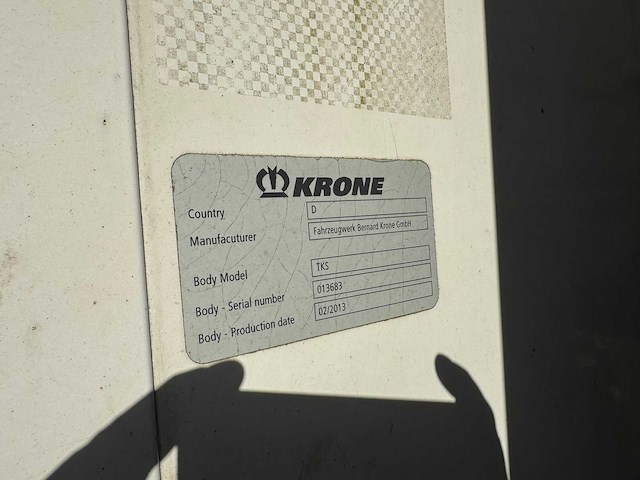 KRONE
Country D
Manufacuturer Fahrzeugwerk Bernard Krone GmbH
Body Model TKS
Body - Serial number 013683
Body - Production date 02/2013